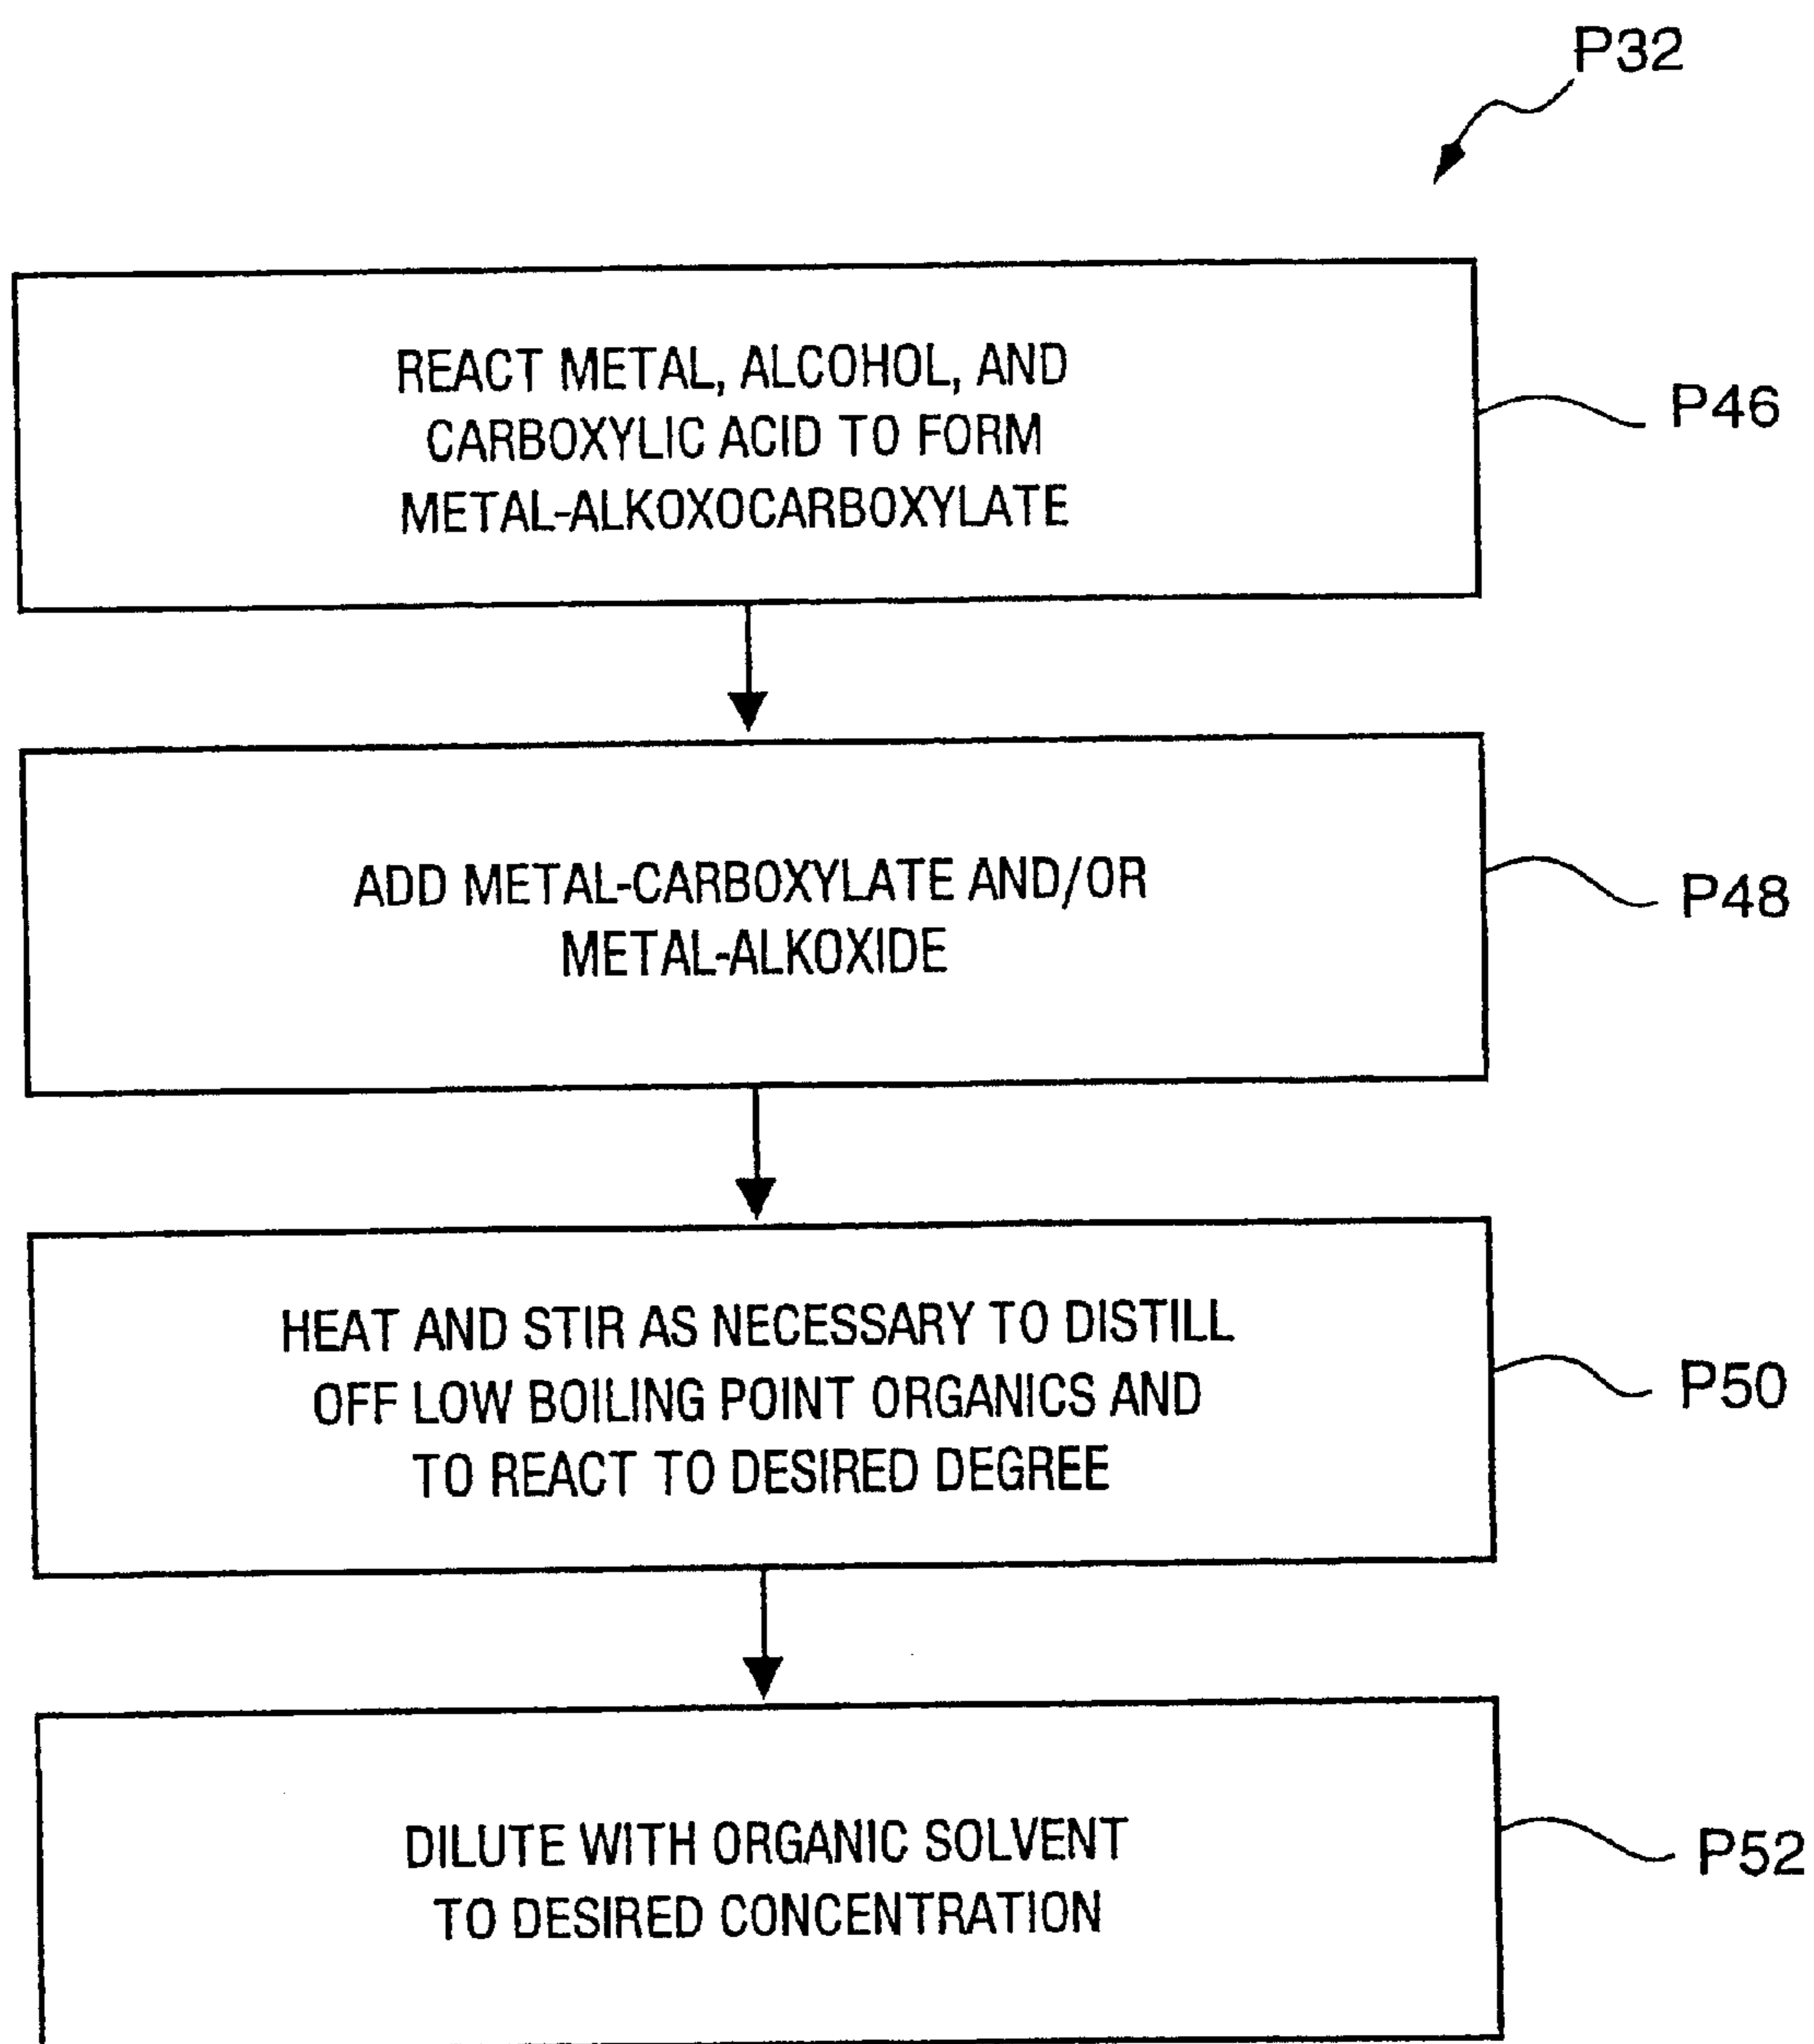 P32
REACT METAL, ALCOHOL, AND
CARBOXYLIC ACID TO FORM
METAL-ALKOXOCARBOXYLATE
P46
ADD METAL-CARBOXYLATE AND/OR
METAL-ALKOXIDE
P48
HEAT AND STIR AS NECESSARY TO DISTILL
OFF LOW BOILING POINT ORGANICS AND
TO REACT TO DESIRED DEGREE
P50
DILUTE WITH ORGANIC SOLVENT
TO DESIRED CONCENTRATION
P52